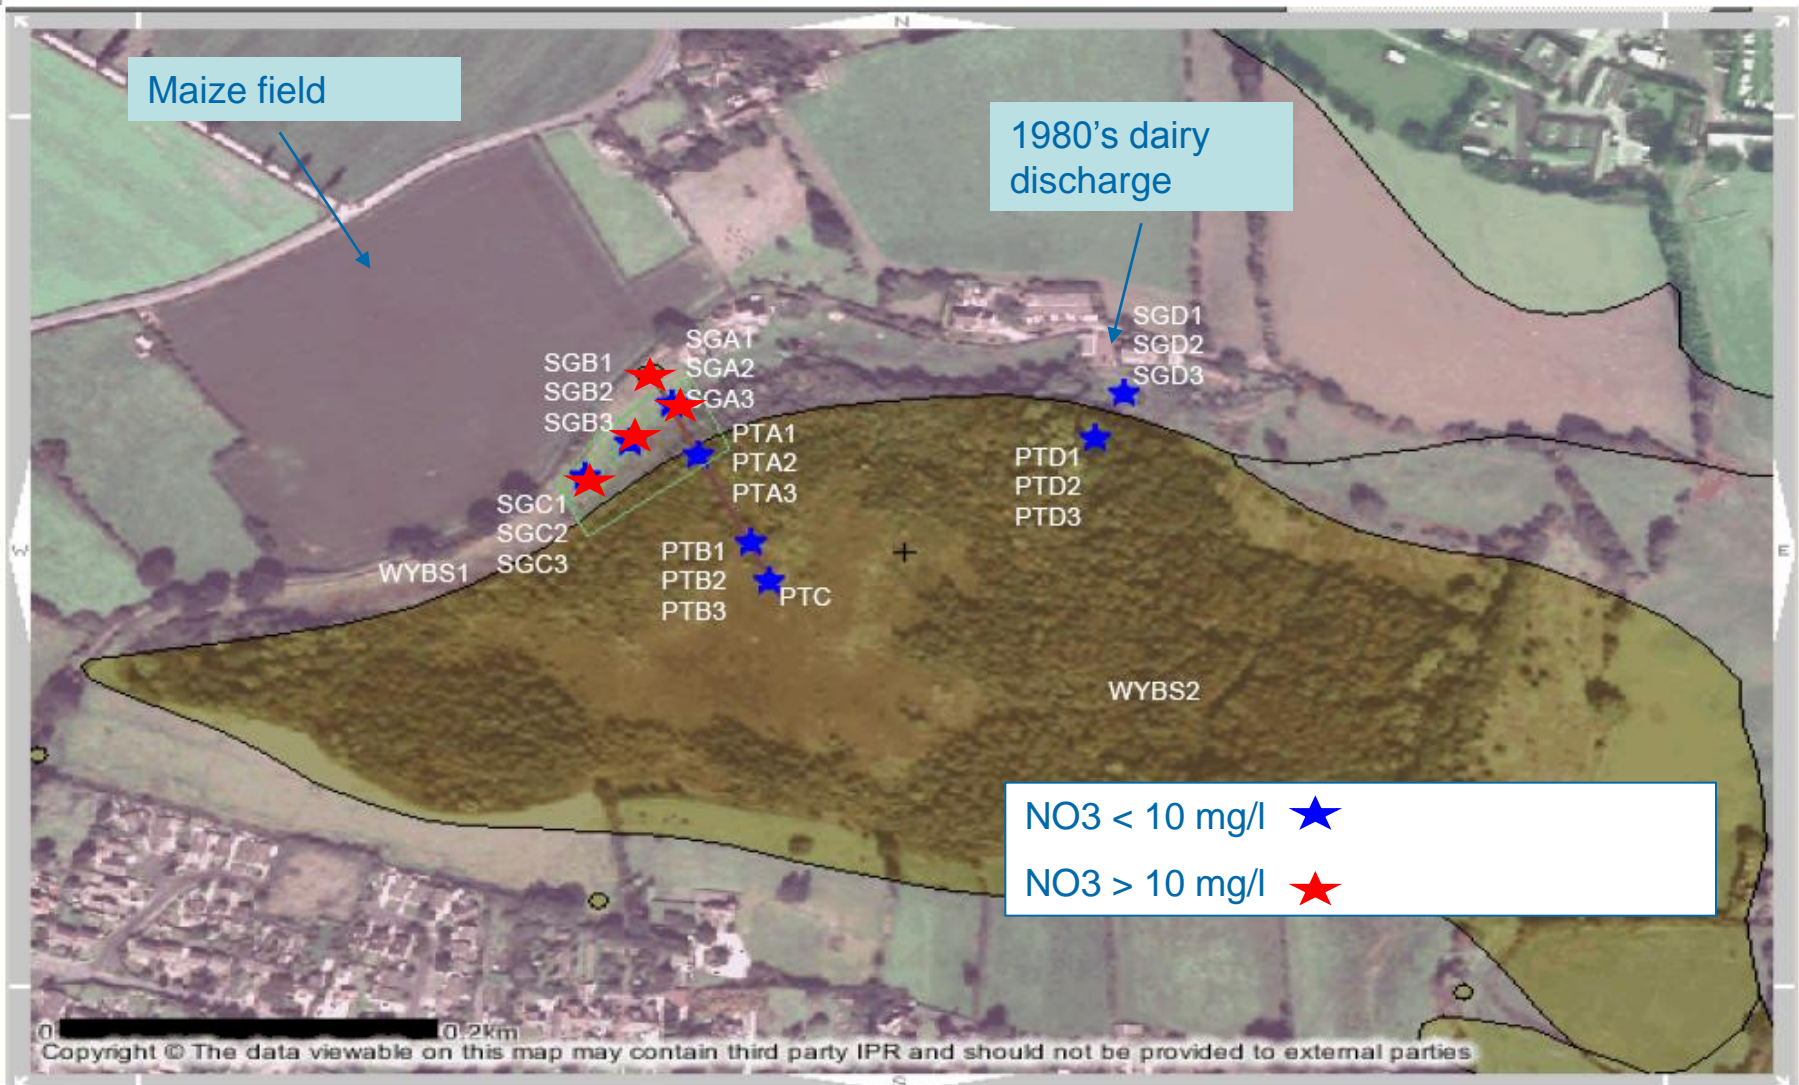 N
Maize field
1980's dairy
discharge
SGD1
SGD2
SGD3
SGA1
SGA2
SGA3
SGB1
SGB2
SGB3
PTA1
PTA2
PTA3
PTD1
PTD2
PTD3
SGC1
SGC2
SGC3
W
E
WYBS1
PTB1
PTB2
PTB3
PTC
WYBS2
NO3 < 10 mg/l
NO3 > 10 mg/l
0 0.2km
Copyright © The data viewable on this map may contain third party IPR and should not be provided to external parties
S